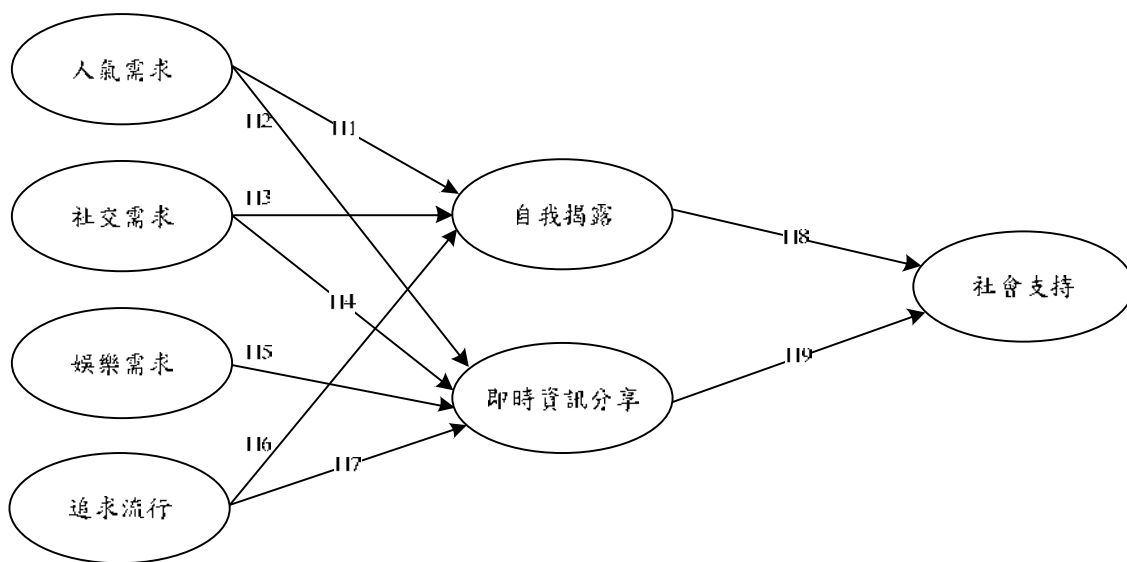 人氣需求
H2
H1
社交需求
H3
自我揭露
H8
社會支持
H4
娛樂需求
H5
即時資訊分享
H9
追求流行
H6
H7